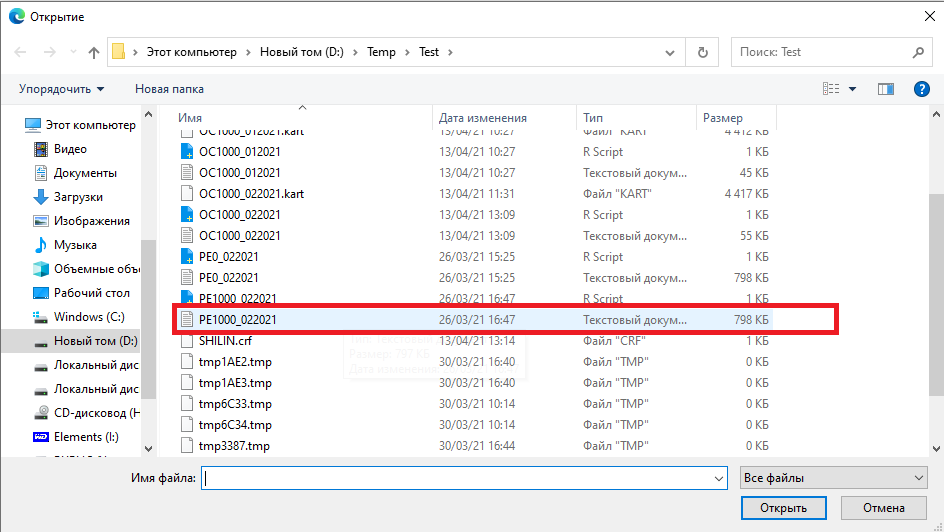 Открытие
Этот компьютер > Новый том (D:) > Temp > Test >
Поиск: Test
Упорядочить
Новая папка
Имя Дата изменения Тип Размер
Этот компьютер
Видео
Документы
Загрузки
Изображения
Музыка
Объемные объ
Рабочий стол
Windows (C:)
Новый том (D:)
Локальный дис
Локальный дис
CD-дисковод (H
Elements (I:)
OC1000_012021.kart 13/04/21 10:27 Файл "KART" 4 412 КБ
OC1000_012021 13/04/21 10:27 R Script 1 КБ
OC1000_012021 13/04/21 10:27 Текстовый докум... 45 КБ
OC1000_022021.kart 13/04/21 11:31 Файл "KART" 4 417 КБ
OC1000_022021 13/04/21 13:09 R Script 1 КБ
OC1000_022021 13/04/21 13:09 Текстовый докум... 55 КБ
PE0_022021 26/03/21 15:25 R Script 1 КБ
PE0_022021 26/03/21 15:25 Текстовый докум... 798 КБ
PE1000_022021 26/03/21 16:47 R Script 1 КБ
PE1000_022021 26/03/21 16:47 Текстовый докум... 798 КБ
SHILIN.crf 13/04/21 13:14 Файл "CRF" 1 КБ
tmp1AE2.tmp 30/03/21 16:40 Файл "TMP" 0 КБ
tmp1AE3.tmp 30/03/21 16:40 Файл "TMP" 0 КБ
tmp6C33.tmp 30/03/21 10:14 Файл "TMP" 0 КБ
tmp6C34.tmp 30/03/21 10:14 Файл "TMP" 0 КБ
tmp3387.tmp 30/03/21 16:44 Файл "TMP" 0 КБ
Имя файла:
Все файлы
Открыть
Отмена